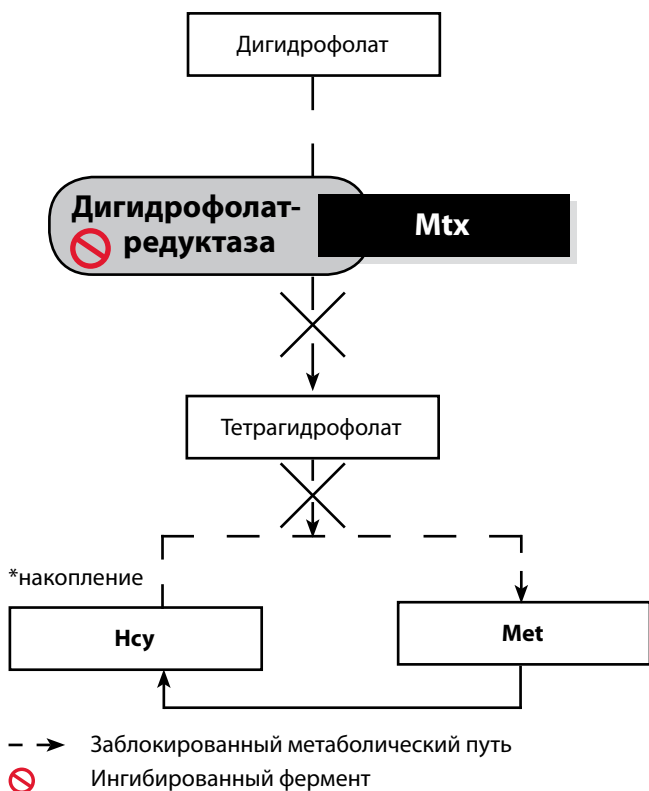 Дигидрофолат
Дигидрофолат-
редуктаза
Mtx
Тетрагидрофолат
*накопление
Hcy
Met
Заблокированный метаболический путь
Ингибированный фермент